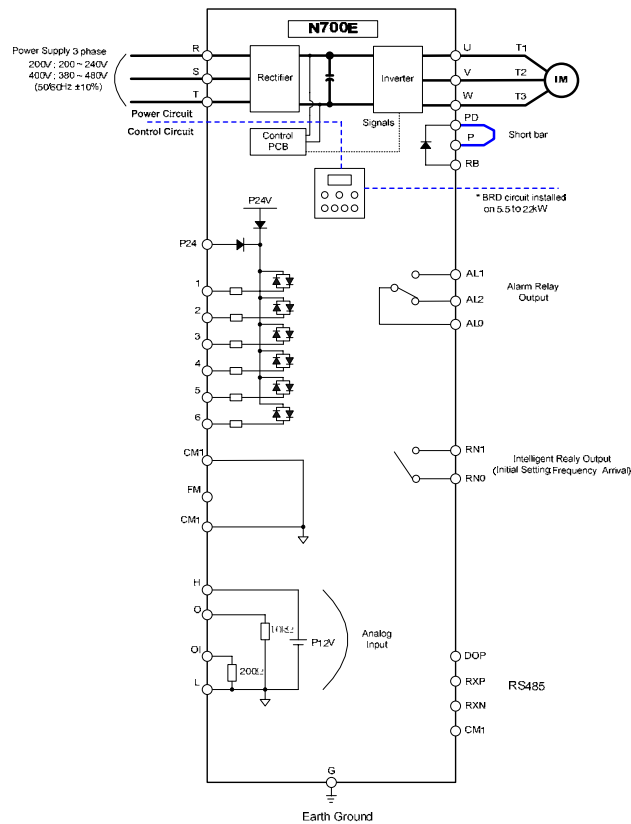 N700E
Power Supply 3 phase
200V ; 200 ~ 240V
400V ; 380 ~ 480V
(50/60Hz ±10%)
R
S
T
Rectifier
Inverter
U
V
W
T1
T2
T3
IM
Power Circuit
Control Circuit
Control
PCB
Signals
PD
P
RB
Short bar
* BRD circuit installed
on 5.5 to 22kW
P24V
P24
1
2
3
4
5
6
AL1
AL2
AL0
Alarm Relay
Output
CM1
FM
CM1
RN1
RN0
Intelligent Realy Output
(Initial Setting:Frequency Arrival)
H
O
OI
L
10kΩ
200Ω
P12V
Analog
Input
DOP
RXP
RXN
CM1
RS485
G
Earth Ground